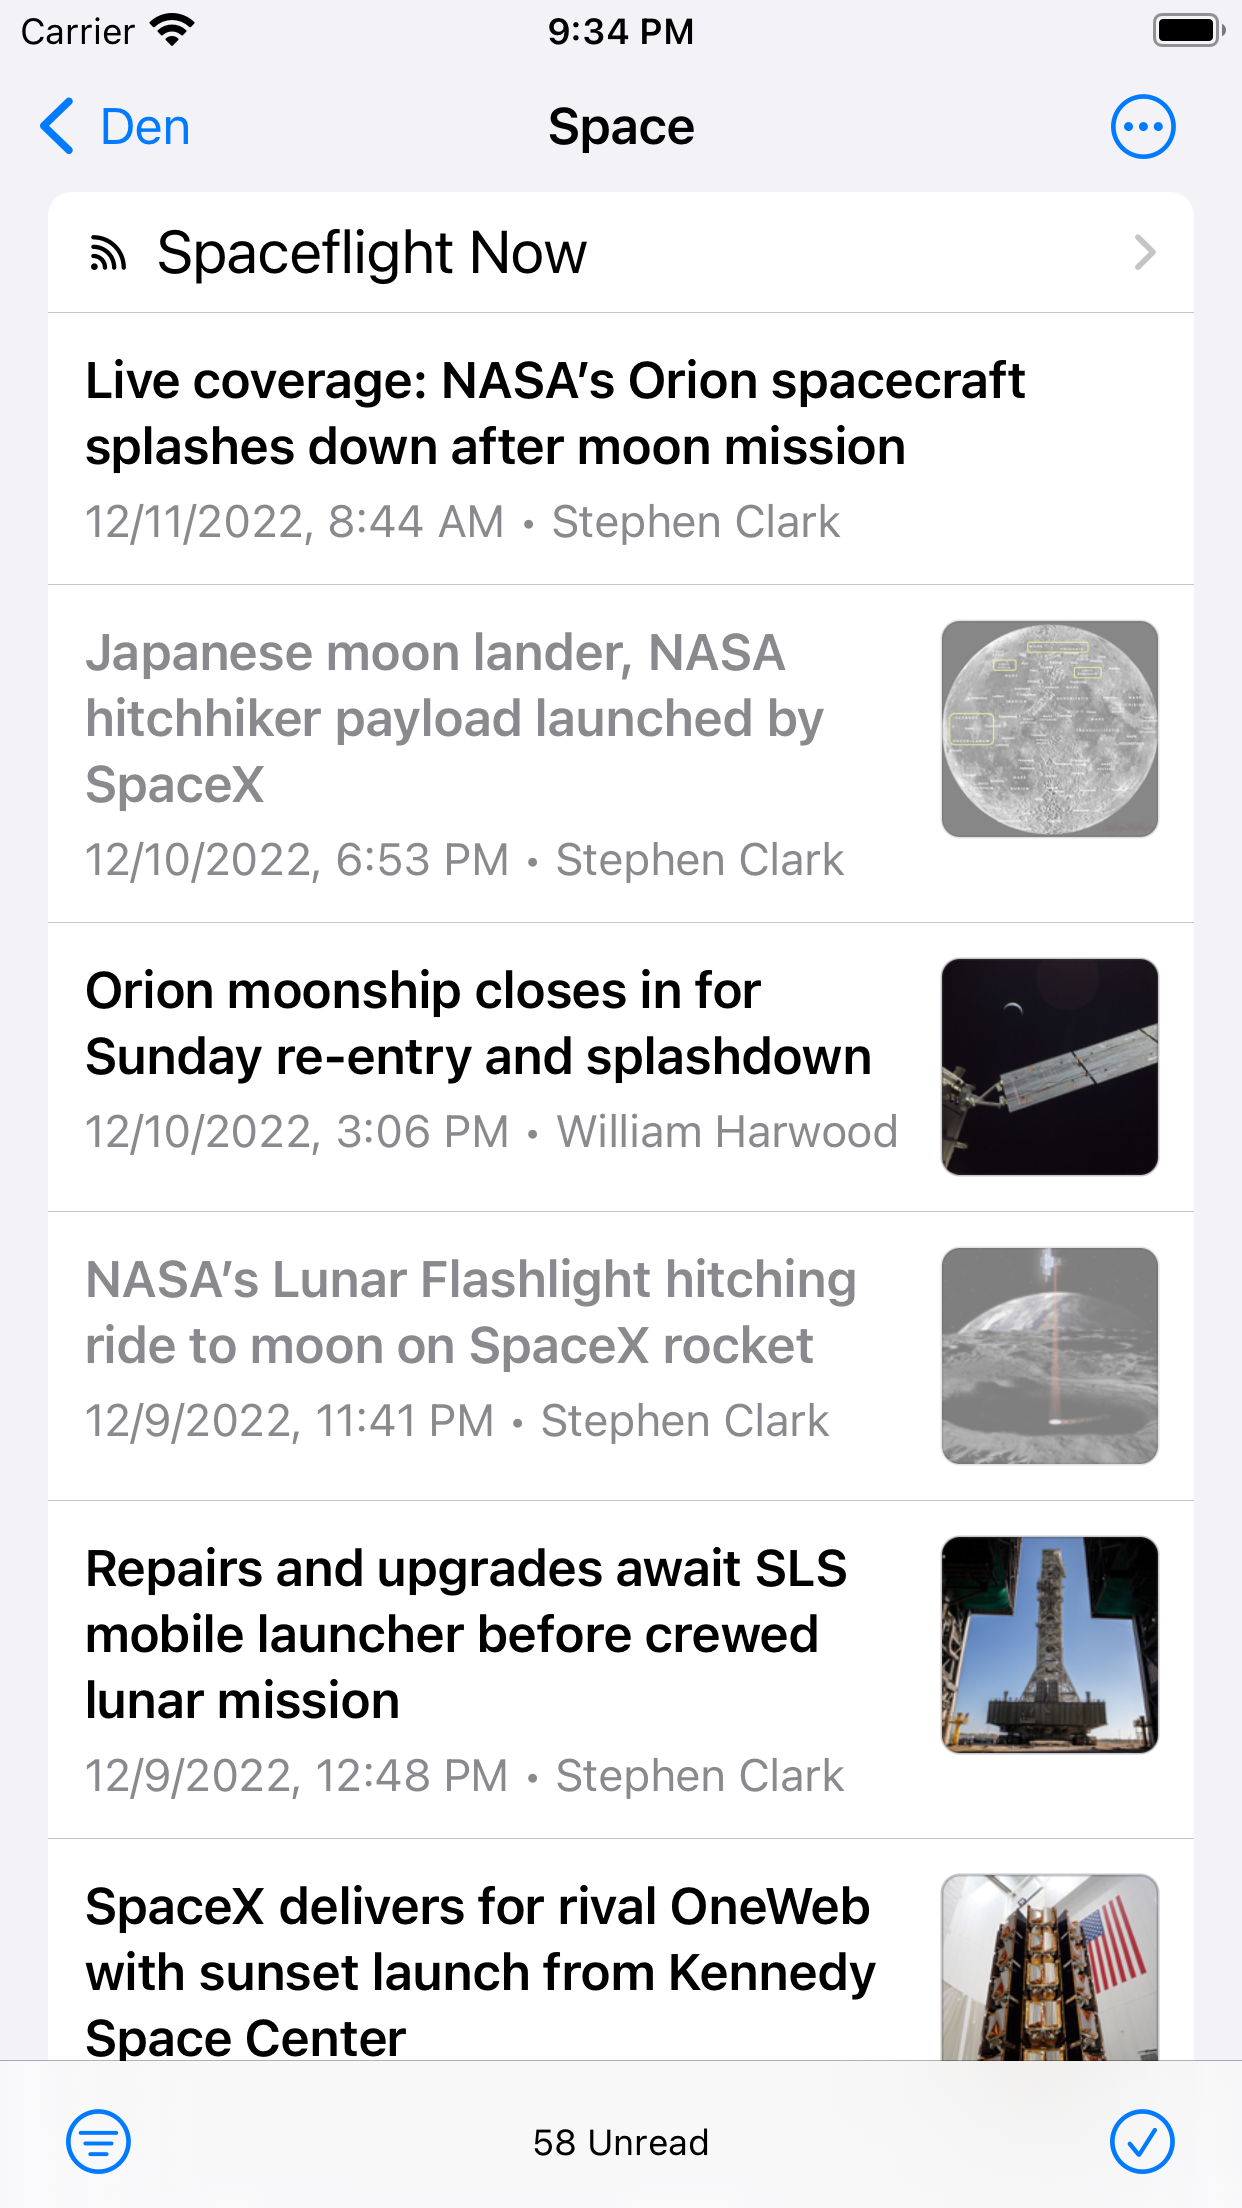 Carrier 9:34 PM
Den Space
Spaceflight Now
Live coverage: NASA’s Orion spacecraft
splashes down after moon mission
12/11/2022, 8:44 AM • Stephen Clark
Japanese moon lander, NASA
hitchhiker payload launched by
SpaceX
12/10/2022, 6:53 PM • Stephen Clark
Orion moonship closes in for
Sunday re-entry and splashdown
12/10/2022, 3:06 PM • William Harwood
NASA’s Lunar Flashlight hitching
ride to moon on SpaceX rocket
12/9/2022, 11:41 PM • Stephen Clark
Repairs and upgrades await SLS
mobile launcher before crewed
lunar mission
12/9/2022, 12:48 PM • Stephen Clark
SpaceX delivers for rival OneWeb
with sunset launch from Kennedy
Space Center
58 Unread